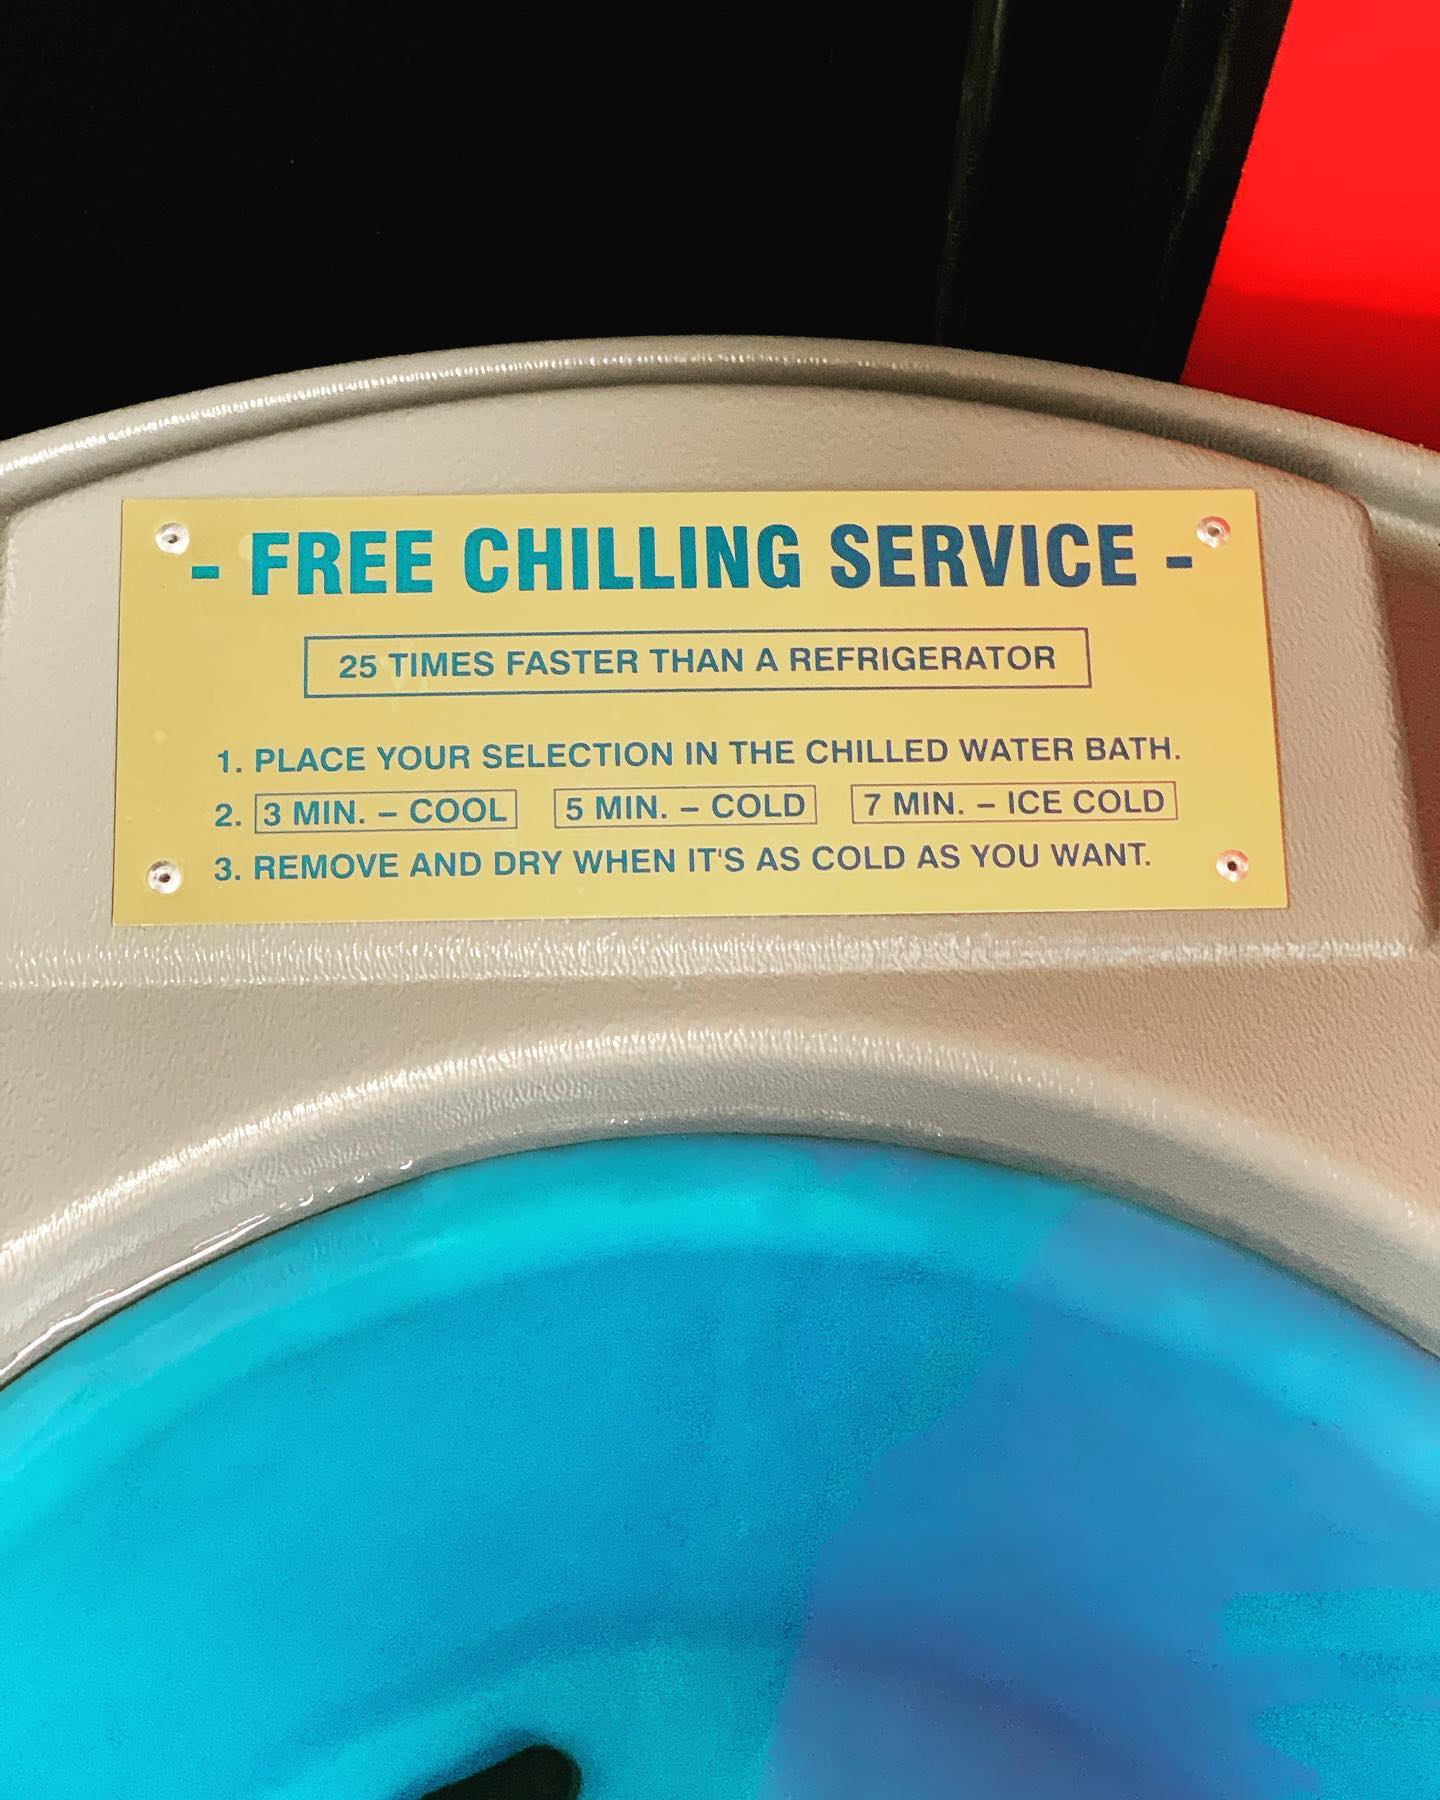 - FREE CHILLING SERVICE -
25 TIMES FASTER THAN A REFRIGERATOR
1. PLACE YOUR SELECTION IN THE CHILLED WATER BATH.
2. 3 MIN. – COOL 5 MIN. – COLD 7 MIN. – ICE COLD
3. REMOVE AND DRY WHEN IT'S AS COLD AS YOU WANT.